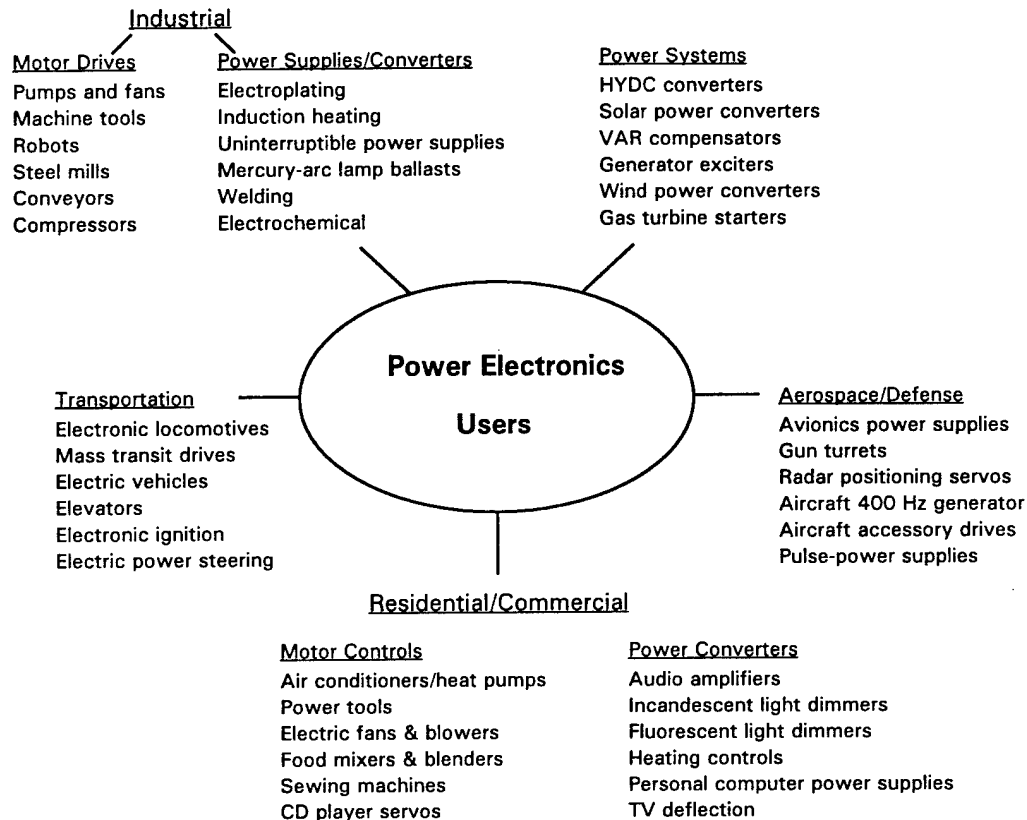 Industrial
Motor Drives
Pumps and fans
Machine tools
Robots
Steel mills
Conveyors
Compressors
Power Supplies/Converters
Electroplating
Induction heating
Uninterruptible power supplies
Mercury-arc lamp ballasts
Welding
Electrochemical
Power Systems
HYDC converters
Solar power converters
VAR compensators
Generator exciters
Wind power converters
Gas turbine starters
Power Electronics
Users
Transportation
Electronic locomotives
Mass transit drives
Electric vehicles
Elevators
Electronic ignition
Electric power steering
Aerospace/Defense
Avionics power supplies
Gun turrets
Radar positioning servos
Aircraft 400 Hz generator
Aircraft accessory drives
Pulse-power supplies
Residential/Commercial
Motor Controls
Air conditioners/heat pumps
Power tools
Electric fans & blowers
Food mixers & blenders
Sewing machines
CD player servos
Power Converters
Audio amplifiers
Incandescent light dimmers
Fluorescent light dimmers
Heating controls
Personal computer power supplies
TV deflection